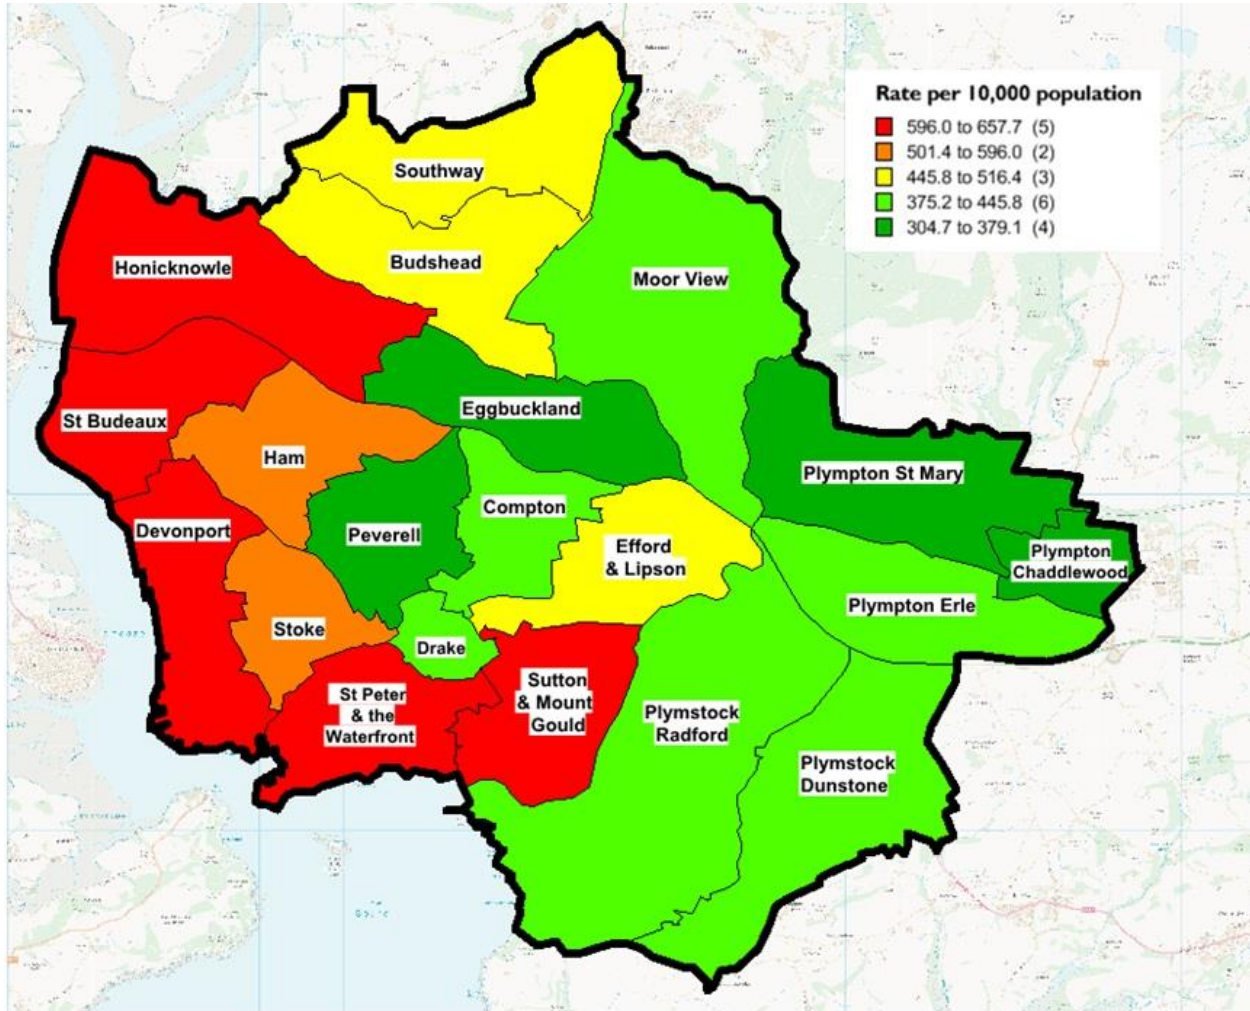 Rate per 10,000 population
596.0 to 657.7 (5)
501.4 to 596.0 (2)
445.8 to 516.4 (3)
375.2 to 445.8 (6)
304.7 to 379.1 (4)
Southway
Budshead
Honicknowle
Moor View
Eggbuckland
St Budeaux
Ham
Plympton St Mary
Compton
Devonport
Peverell
Efford
& Lipson
Plympton
Chaddlewood
Plympton Erle
Stoke
Drake
St Peter
& the
Waterfront
Sutton
& Mount
Gould
Plymstock
Radford
Plymstock
Dunstone